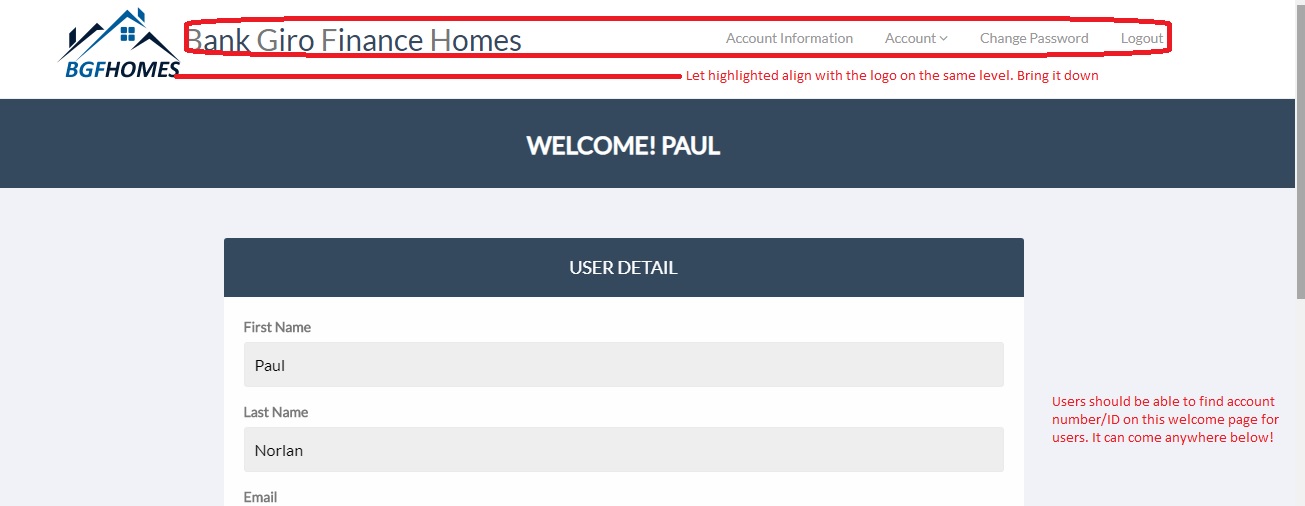 Bank Giro Finance Homes
Account Information Account Change Password Logout
BGFHOMES
Let highlighted align with the logo on the same level. Bring it down
WELCOME! PAUL
USER DETAIL
First Name
Paul
Last Name
Norlan
Email
Users should be able to find account
number/ID on this welcome page for
users. It can come anywhere below!